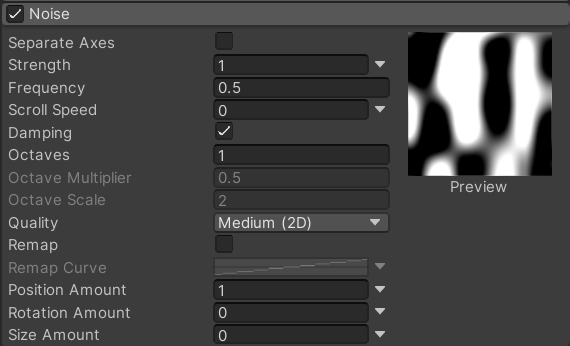 Noise
Separate Axes
Strength 1
Frequency 0.5
Scroll Speed 0
Damping
Octaves 1
Octave Multiplier 0.5
Octave Scale 2
Quality Medium (2D)
Remap
Remap Curve
Position Amount 1
Rotation Amount 0
Size Amount 0
Preview